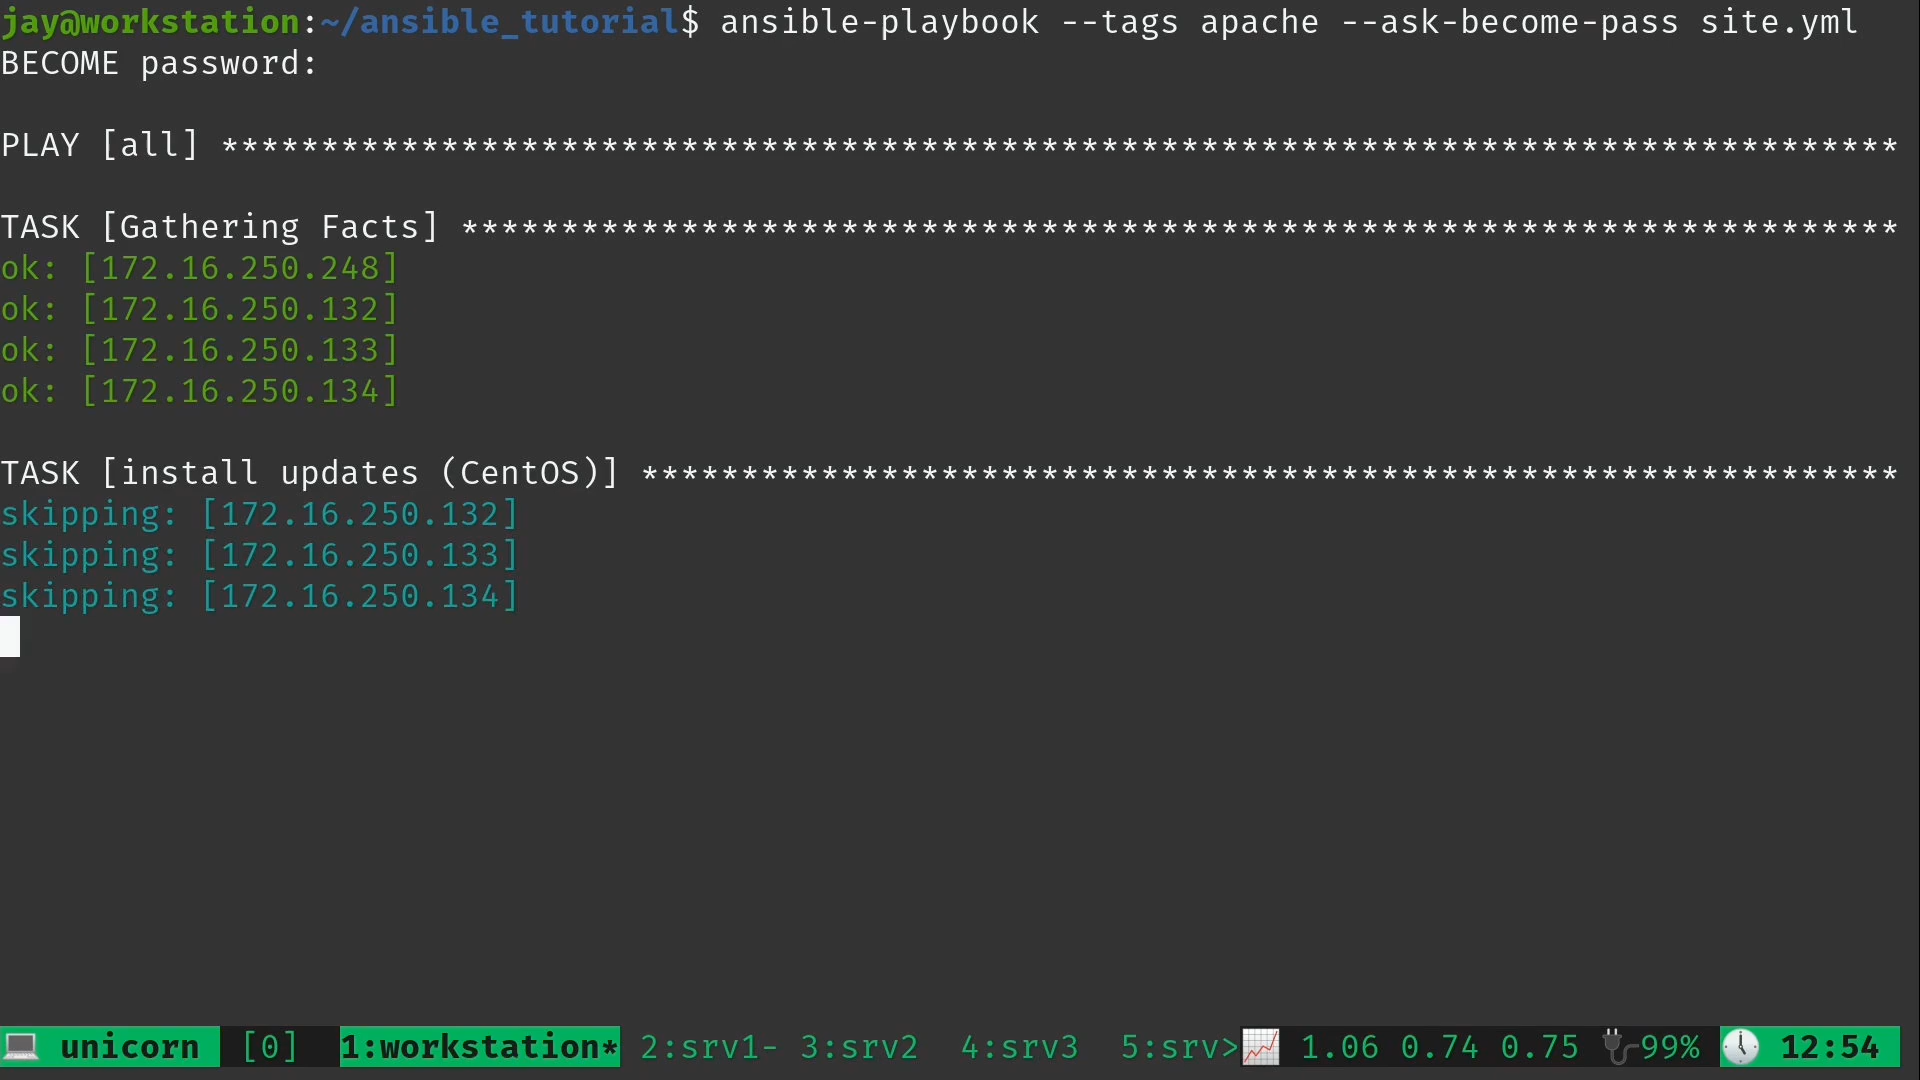 jay@workstation:~/ansible_tutorial$ ansible-playbook --tags apache --ask-become-pass site.yml
BECOME password:
PLAY [all] ************************************************************************************
TASK [Gathering Facts] ************************************************************************
ok: [172.16.250.248]
ok: [172.16.250.132]
ok: [172.16.250.133]
ok: [172.16.250.134]
TASK [install updates (CentOS)] ***************************************************************
skipping: [172.16.250.132]
skipping: [172.16.250.133]
skipping: [172.16.250.134]
unicorn [0] 1:workstation* 2:srv1- 3:srv2 4:srv3 5:srv> 1.06 0.74 0.75 99% 12:54